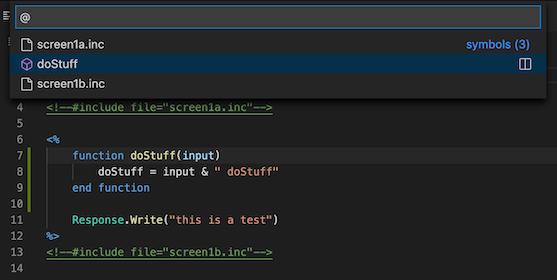 @
screen1a.inc symbols (3)
doStuff
screen1b.inc
4 <!--#include file="screen1a.inc"-->
5
6 <%
7 function doStuff(input)
8 doStuff = input & " doStuff"
9 end function
10
11 Response.Write("this is a test")
12 %>
13 <!--#include file="screen1b.inc"-->
14